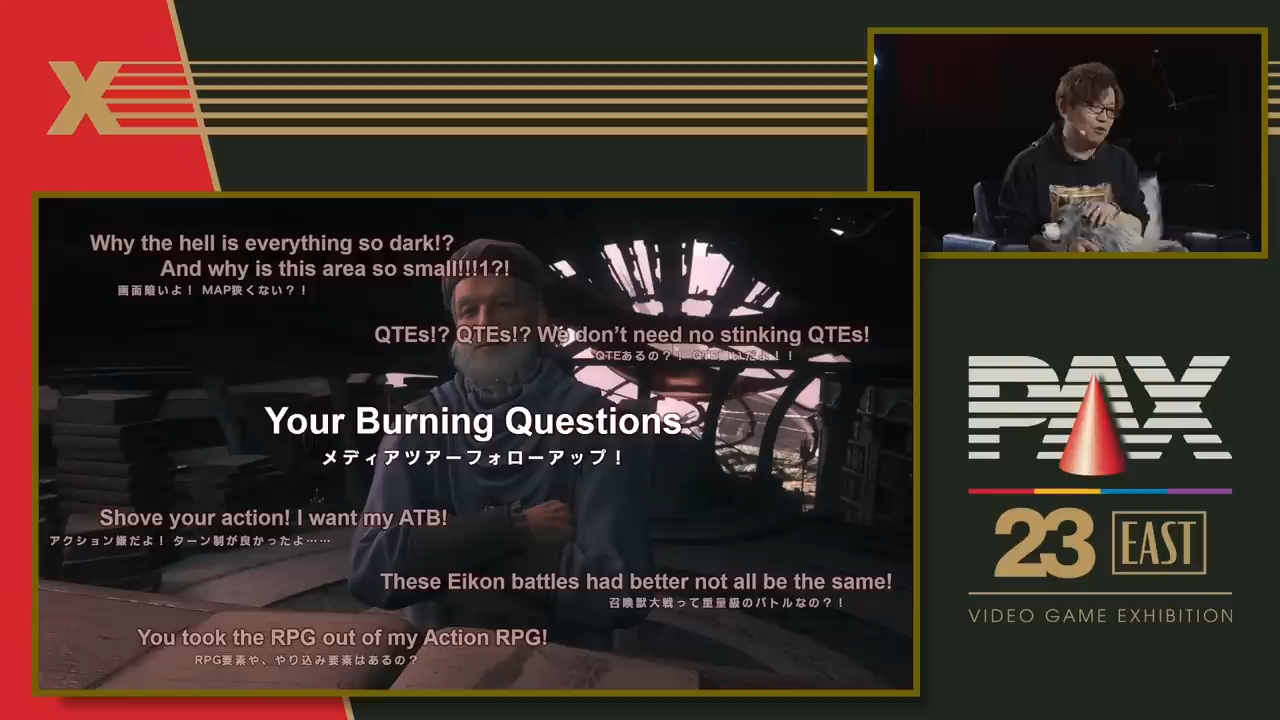 X
Why the hell is everything so dark!?
And why is this area so small!!!1?!
画面暗いよ！ MAP狭くない？！
QTEs!? QTEs!? We don't need no stinking QTEs!
QTEあるの？！ QTE嫌いだよ！！
Your Burning Questions
メディアツアーフォローアップ！
Shove your action! I want my ATB!
アクション嫌だよ！ ターン制が良かったよ……
These Eikon battles had better not all be the same!
召喚獣大戦って重量級のバトルなの？！
You took the RPG out of my Action RPG!
RPG要素や、やり込み要素はあるの？
PAX
23 EAST
VIDEO GAME EXHIBITION